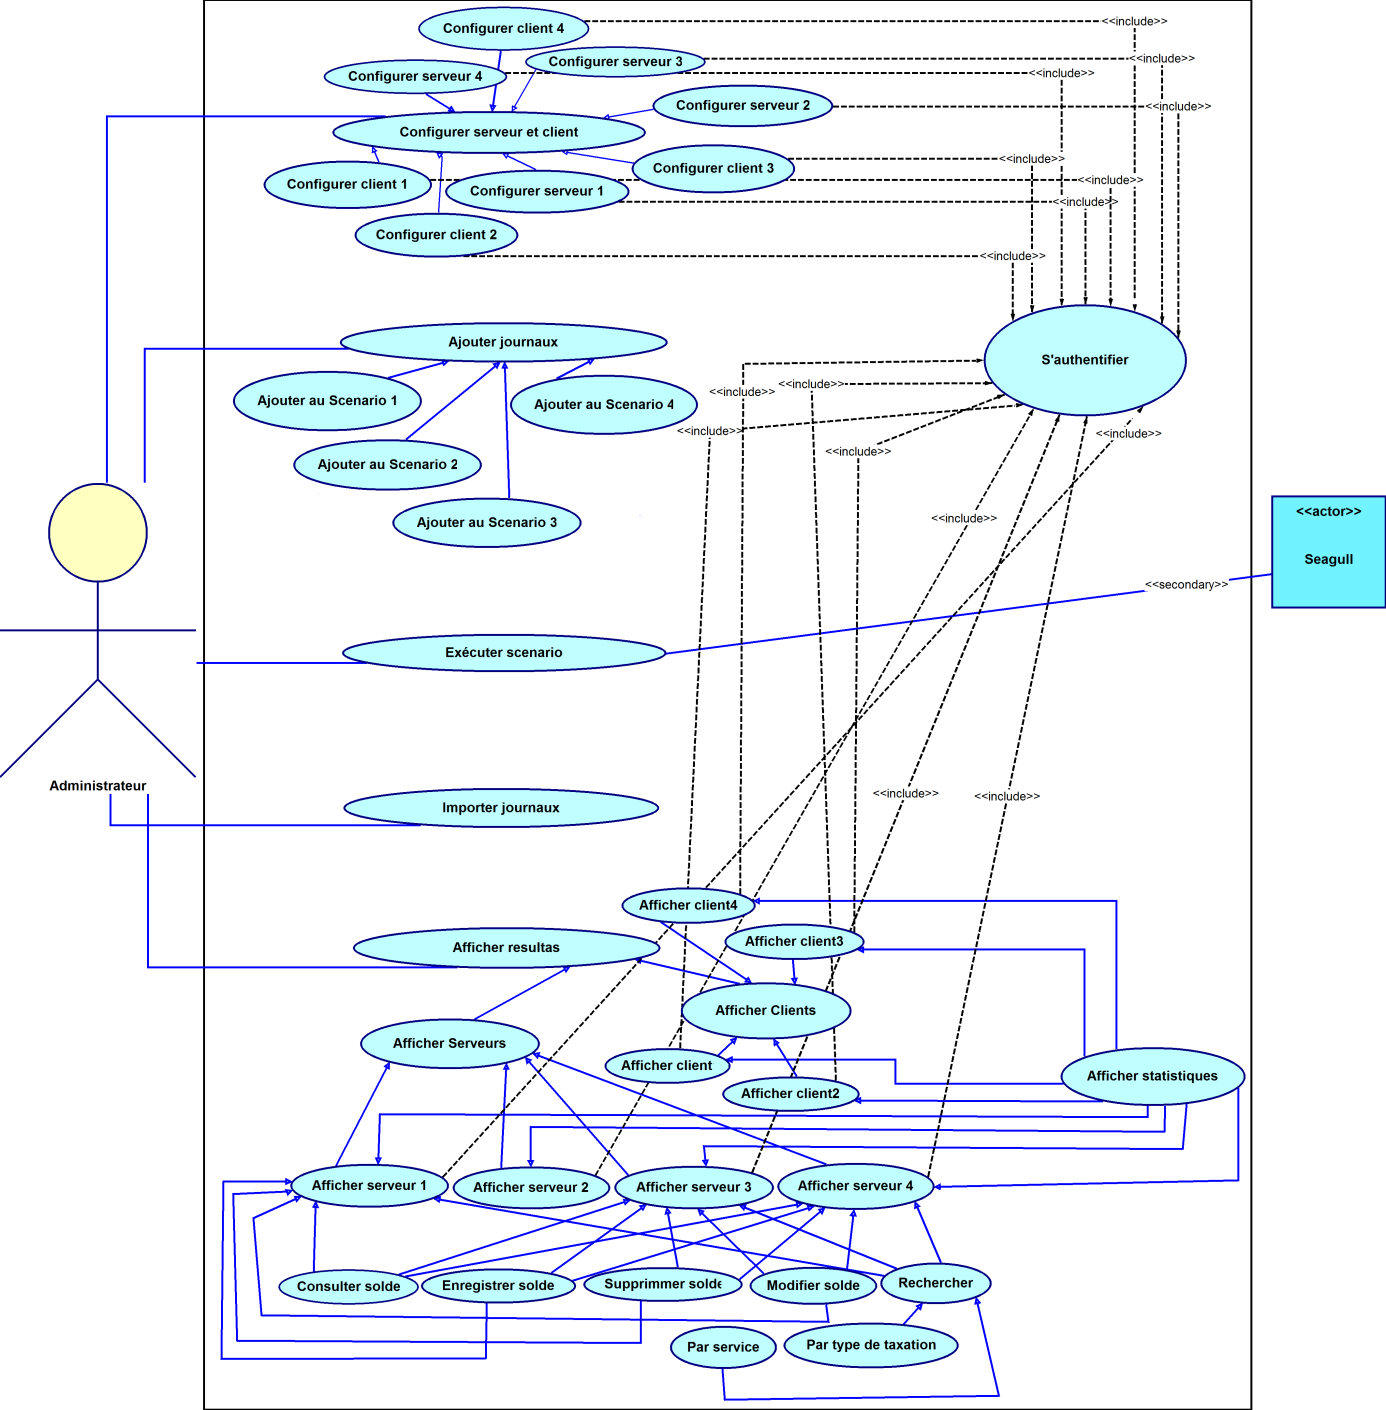 Configurer client 4
<<include>>
Configurer serveur 3
<<include>>
Configurer serveur 4
<<include>>
Configurer serveur 2
<<include>>
Configurer serveur et client
Configurer client 3
<<include>>
Configurer client 1
<<include>>
Configurer serveur 1
<<include>>
Configurer client 2
<<include>>
Ajouter journaux
S'authentifier
<<include>>
<<include>>
Ajouter au Scenario 1
Ajouter au Scenario 4
<<include>>
<<include>>
<<include>>
Ajouter au Scenario 2
Ajouter au Scenario 3
<<include>>
<<actor>>
Seagull
<<secondary>>
Exécuter scenario
Administrateur
<<include>>
<<include>>
Importer journaux
Afficher client4
Afficher client3
Afficher resultas
Afficher Clients
Afficher Serveurs
Afficher client
Afficher statistiques
Afficher client2
Afficher serveur 1
Afficher serveur 2
Afficher serveur 3
Afficher serveur 4
Consulter solde
Enregistrer solde
Supprimmer solde
Modifier solde
Rechercher
Par service
Par type de taxation